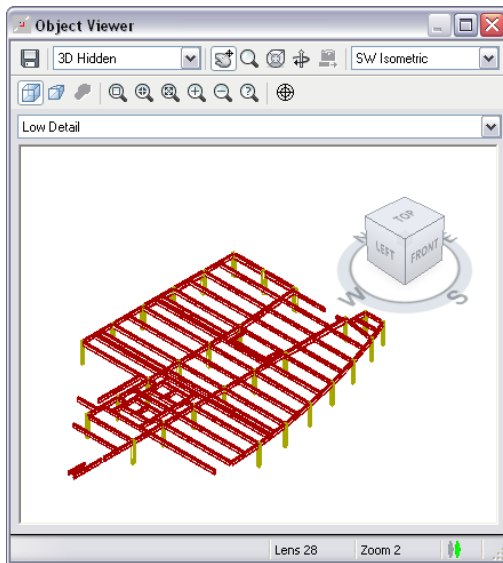 Object Viewer
3D Hidden
SW Isometric
Low Detail
TOP
LEFT
FRONT
W
S
Lens 28
Zoom 2